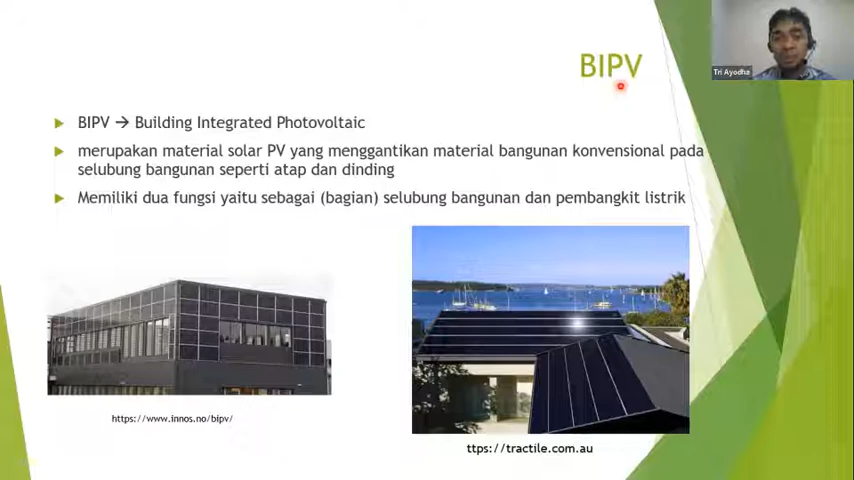 BIPV
Tri Ayodha
BIPV → Building Integrated Photovoltaic
merupakan material solar PV yang menggantikan material bangunan konvensional pada
selubung bangunan seperti atap dan dinding
Memiliki dua fungsi yaitu sebagai (bagian) selubung bangunan dan pembangkit listrik
https://www.innos.no/bipv/
ttps://tractile.com.au